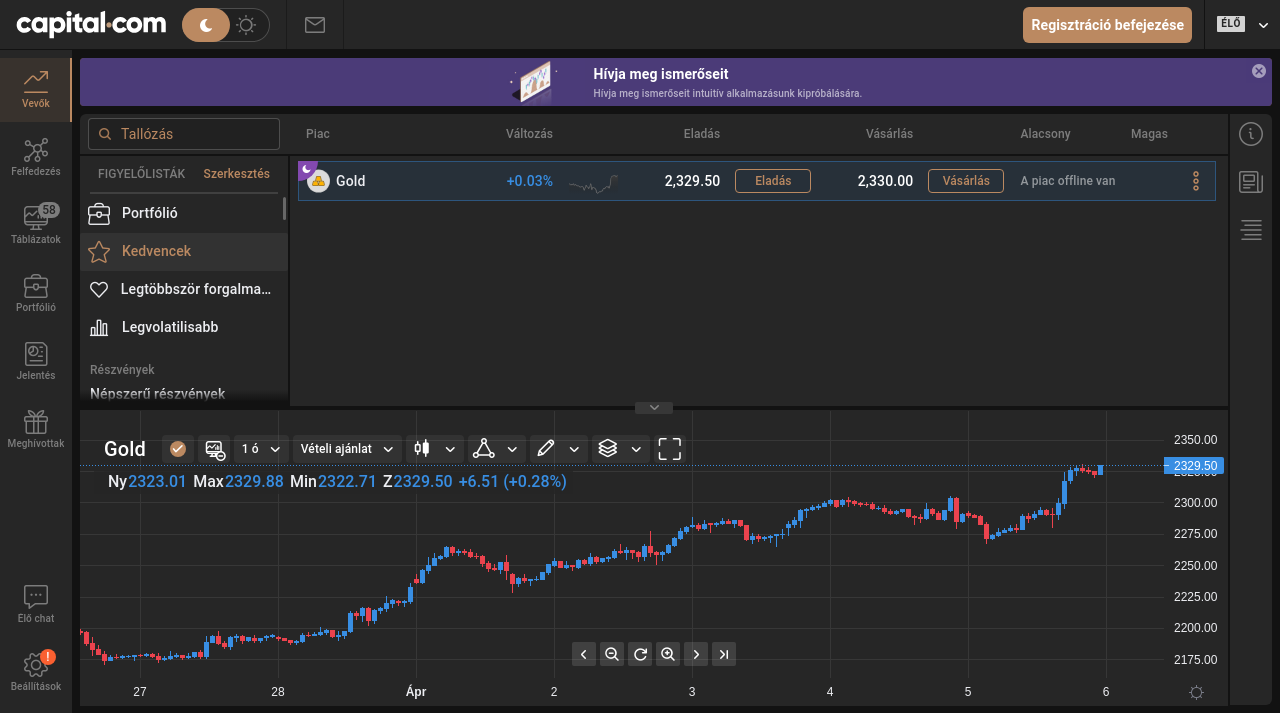 capital.com
Regisztráció befejezése
ÉLŐ
Vevők
Felfedezés
58
Táblázatok
Portfólió
Jelentés
Meghívottak
Élő chat
!
Beállítások
Hívja meg ismerőseit
Hívja meg ismerőseit intuitív alkalmazásunk kipróbálására.
Tallózás
FIGYELŐLISTÁK Szerkesztés
Portfólió
Kedvencek
Legtöbbször forgalma...
Legvolatilisabb
Részvények
Népszerű részvények
Piac Változás Eladás Vásárlás Alacsony Magas
Gold +0.03% 2,329.50 Eladás 2,330.00 Vásárlás A piac offline van
Gold 1 ó Vételi ajánlat
Ny2323.01 Max2329.88 Min2322.71 Z2329.50 +6.51 (+0.28%)
2350.00
2329.50
2300.00
2275.00
2250.00
2225.00
2200.00
2175.00
27 28 Ápr 2 3 4 5 6